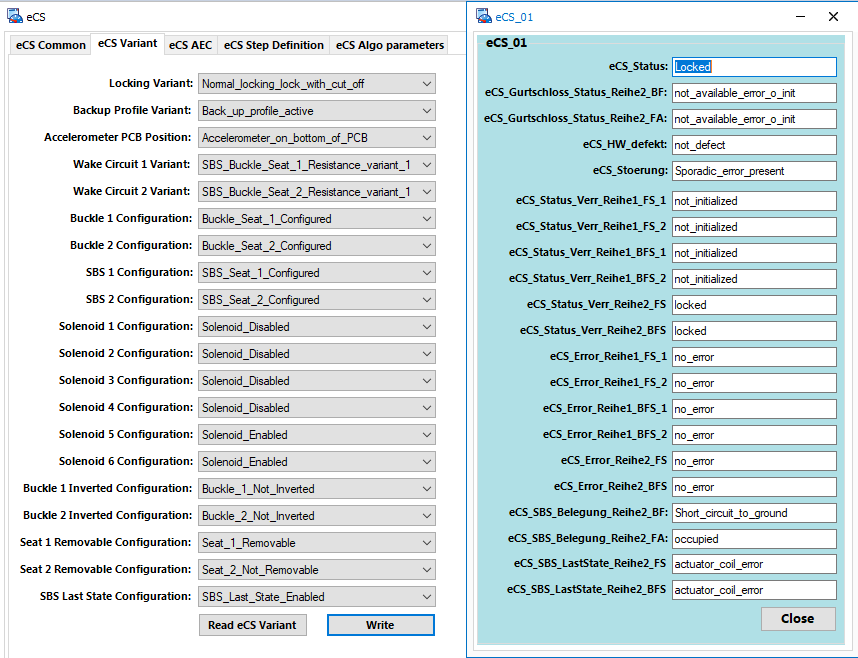 eCS
eCS Common eCS Variant eCS AEC eCS Step Definition eCS Algo parameters
Locking Variant: Normal_locking_lock_with_cut_off
Backup Profile Variant: Back_up_profile_active
Accelerometer PCB Position: Accelerometer_on_bottom_of_PCB
Wake Circuit 1 Variant: SBS_Buckle_Seat_1_Resistance_variant_1
Wake Circuit 2 Variant: SBS_Buckle_Seat_2_Resistance_variant_1
Buckle 1 Configuration: Buckle_Seat_1_Configured
Buckle 2 Configuration: Buckle_Seat_2_Configured
SBS 1 Configuration: SBS_Seat_1_Configured
SBS 2 Configuration: SBS_Seat_2_Configured
Solenoid 1 Configuration: Solenoid_Disabled
Solenoid 2 Configuration: Solenoid_Disabled
Solenoid 3 Configuration: Solenoid_Disabled
Solenoid 4 Configuration: Solenoid_Disabled
Solenoid 5 Configuration: Solenoid_Enabled
Solenoid 6 Configuration: Solenoid_Enabled
Buckle 1 Inverted Configuration: Buckle_1_Not_Inverted
Buckle 2 Inverted Configuration: Buckle_2_Not_Inverted
Seat 1 Removable Configuration: Seat_1_Removable
Seat 2 Removable Configuration: Seat_2_Not_Removable
SBS Last State Configuration: SBS_Last_State_Enabled
Read eCS Variant Write
eCS_01
eCS_01
eCS_Status: Locked
eCS_Gurtschloss_Status_Reihe2_BF: not_available_error_o_init
eCS_Gurtschloss_Status_Reihe2_FA: not_available_error_o_init
eCS_HW_defekt: not_defect
eCS_Stoerung: Sporadic_error_present
eCS_Status_Verr_Reihe1_FS_1 not_initialized
eCS_Status_Verr_Reihe1_FS_2 not_initialized
eCS_Status_Verr_Reihe1_BFS_1 not_initialized
eCS_Status_Verr_Reihe1_BFS_2 not_initialized
eCS_Status_Verr_Reihe2_FS locked
eCS_Status_Verr_Reihe2_BFS locked
eCS_Error_Reihe1_FS_1 no_error
eCS_Error_Reihe1_FS_2 no_error
eCS_Error_Reihe1_BFS_1 no_error
eCS_Error_Reihe1_BFS_2 no_error
eCS_Error_Reihe2_FS no_error
eCS_Error_Reihe2_BFS no_error
eCS_SBS_Belegung_Reihe2_BF: Short_circuit_to_ground
eCS_SBS_Belegung_Reihe2_FA: occupied
eCS_SBS_LastState_Reihe2_FS actuator_coil_error
eCS_SBS_LastState_Reihe2_BFS actuator_coil_error
Close